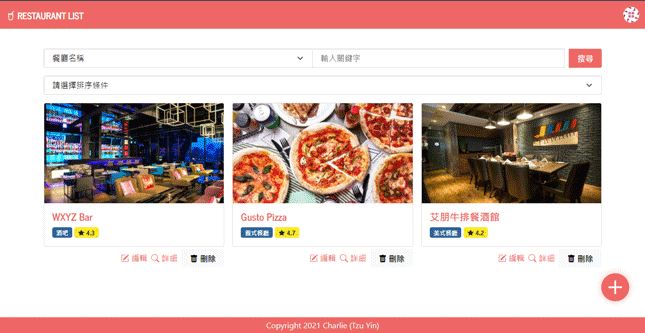 RESTAURANT LIST
餐廳名稱 輸入關鍵字 搜尋
請選擇排序條件
WXYZ Bar
酒吧 ★ 4.3
編輯 詳細 刪除
Gusto Pizza
義式餐廳 ★ 4.7
編輯 詳細 刪除
艾朋牛排餐酒館
美式餐廳 ★ 4.2
編輯 詳細 刪除
Copyright 2021 Charlie (Tzu Yin)